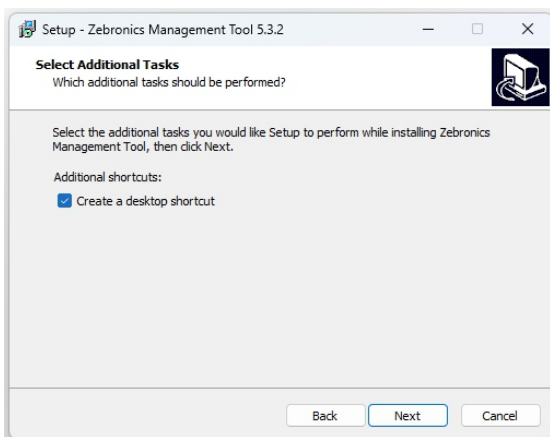 Setup - Zebronics Management Tool 5.3.2
Select Additional Tasks
Which additional tasks should be performed?
Select the additional tasks you would like Setup to perform while installing Zebronics
Management Tool, then click Next.
Additional shortcuts:
Create a desktop shortcut
Back Next Cancel